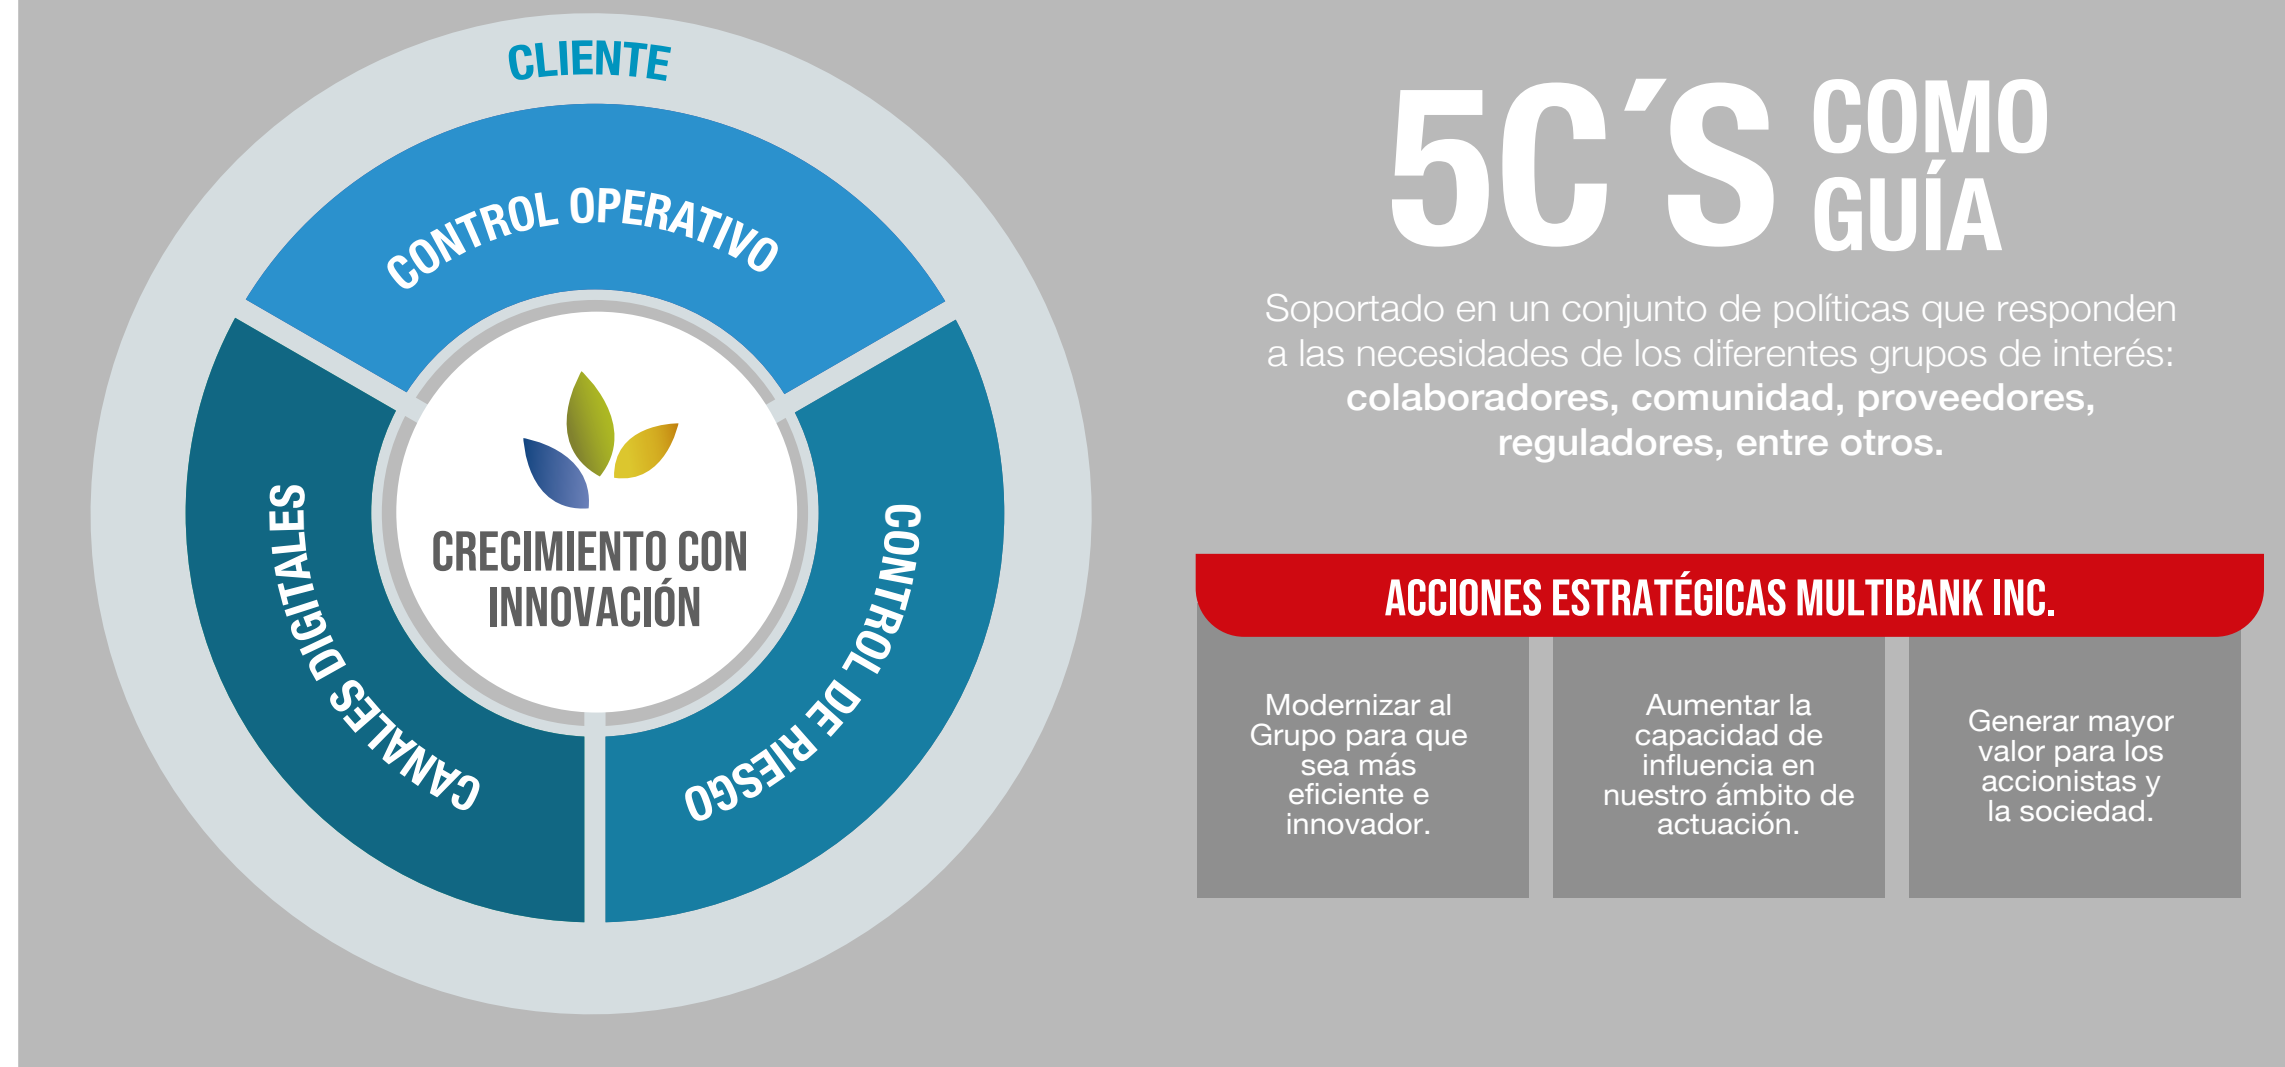 CLIENTE
CONTROL OPERATIVO
CANALES DIGITALES
CONTROL DE RIESGO
CRECIMIENTO CON
INNOVACIÓN
5C´S COMO
GUÍA
Soportado en un conjunto de políticas que responden
a las necesidades de los diferentes grupos de interés:
colaboradores, comunidad, proveedores,
reguladores, entre otros.
ACCIONES ESTRATÉGICAS MULTIBANK INC.
Modernizar al
Grupo para que
sea más
eficiente e
innovador.
Aumentar la
capacidad de
influencia en
nuestro ámbito de
actuación.
Generar mayor
valor para los
accionistas y
la sociedad.